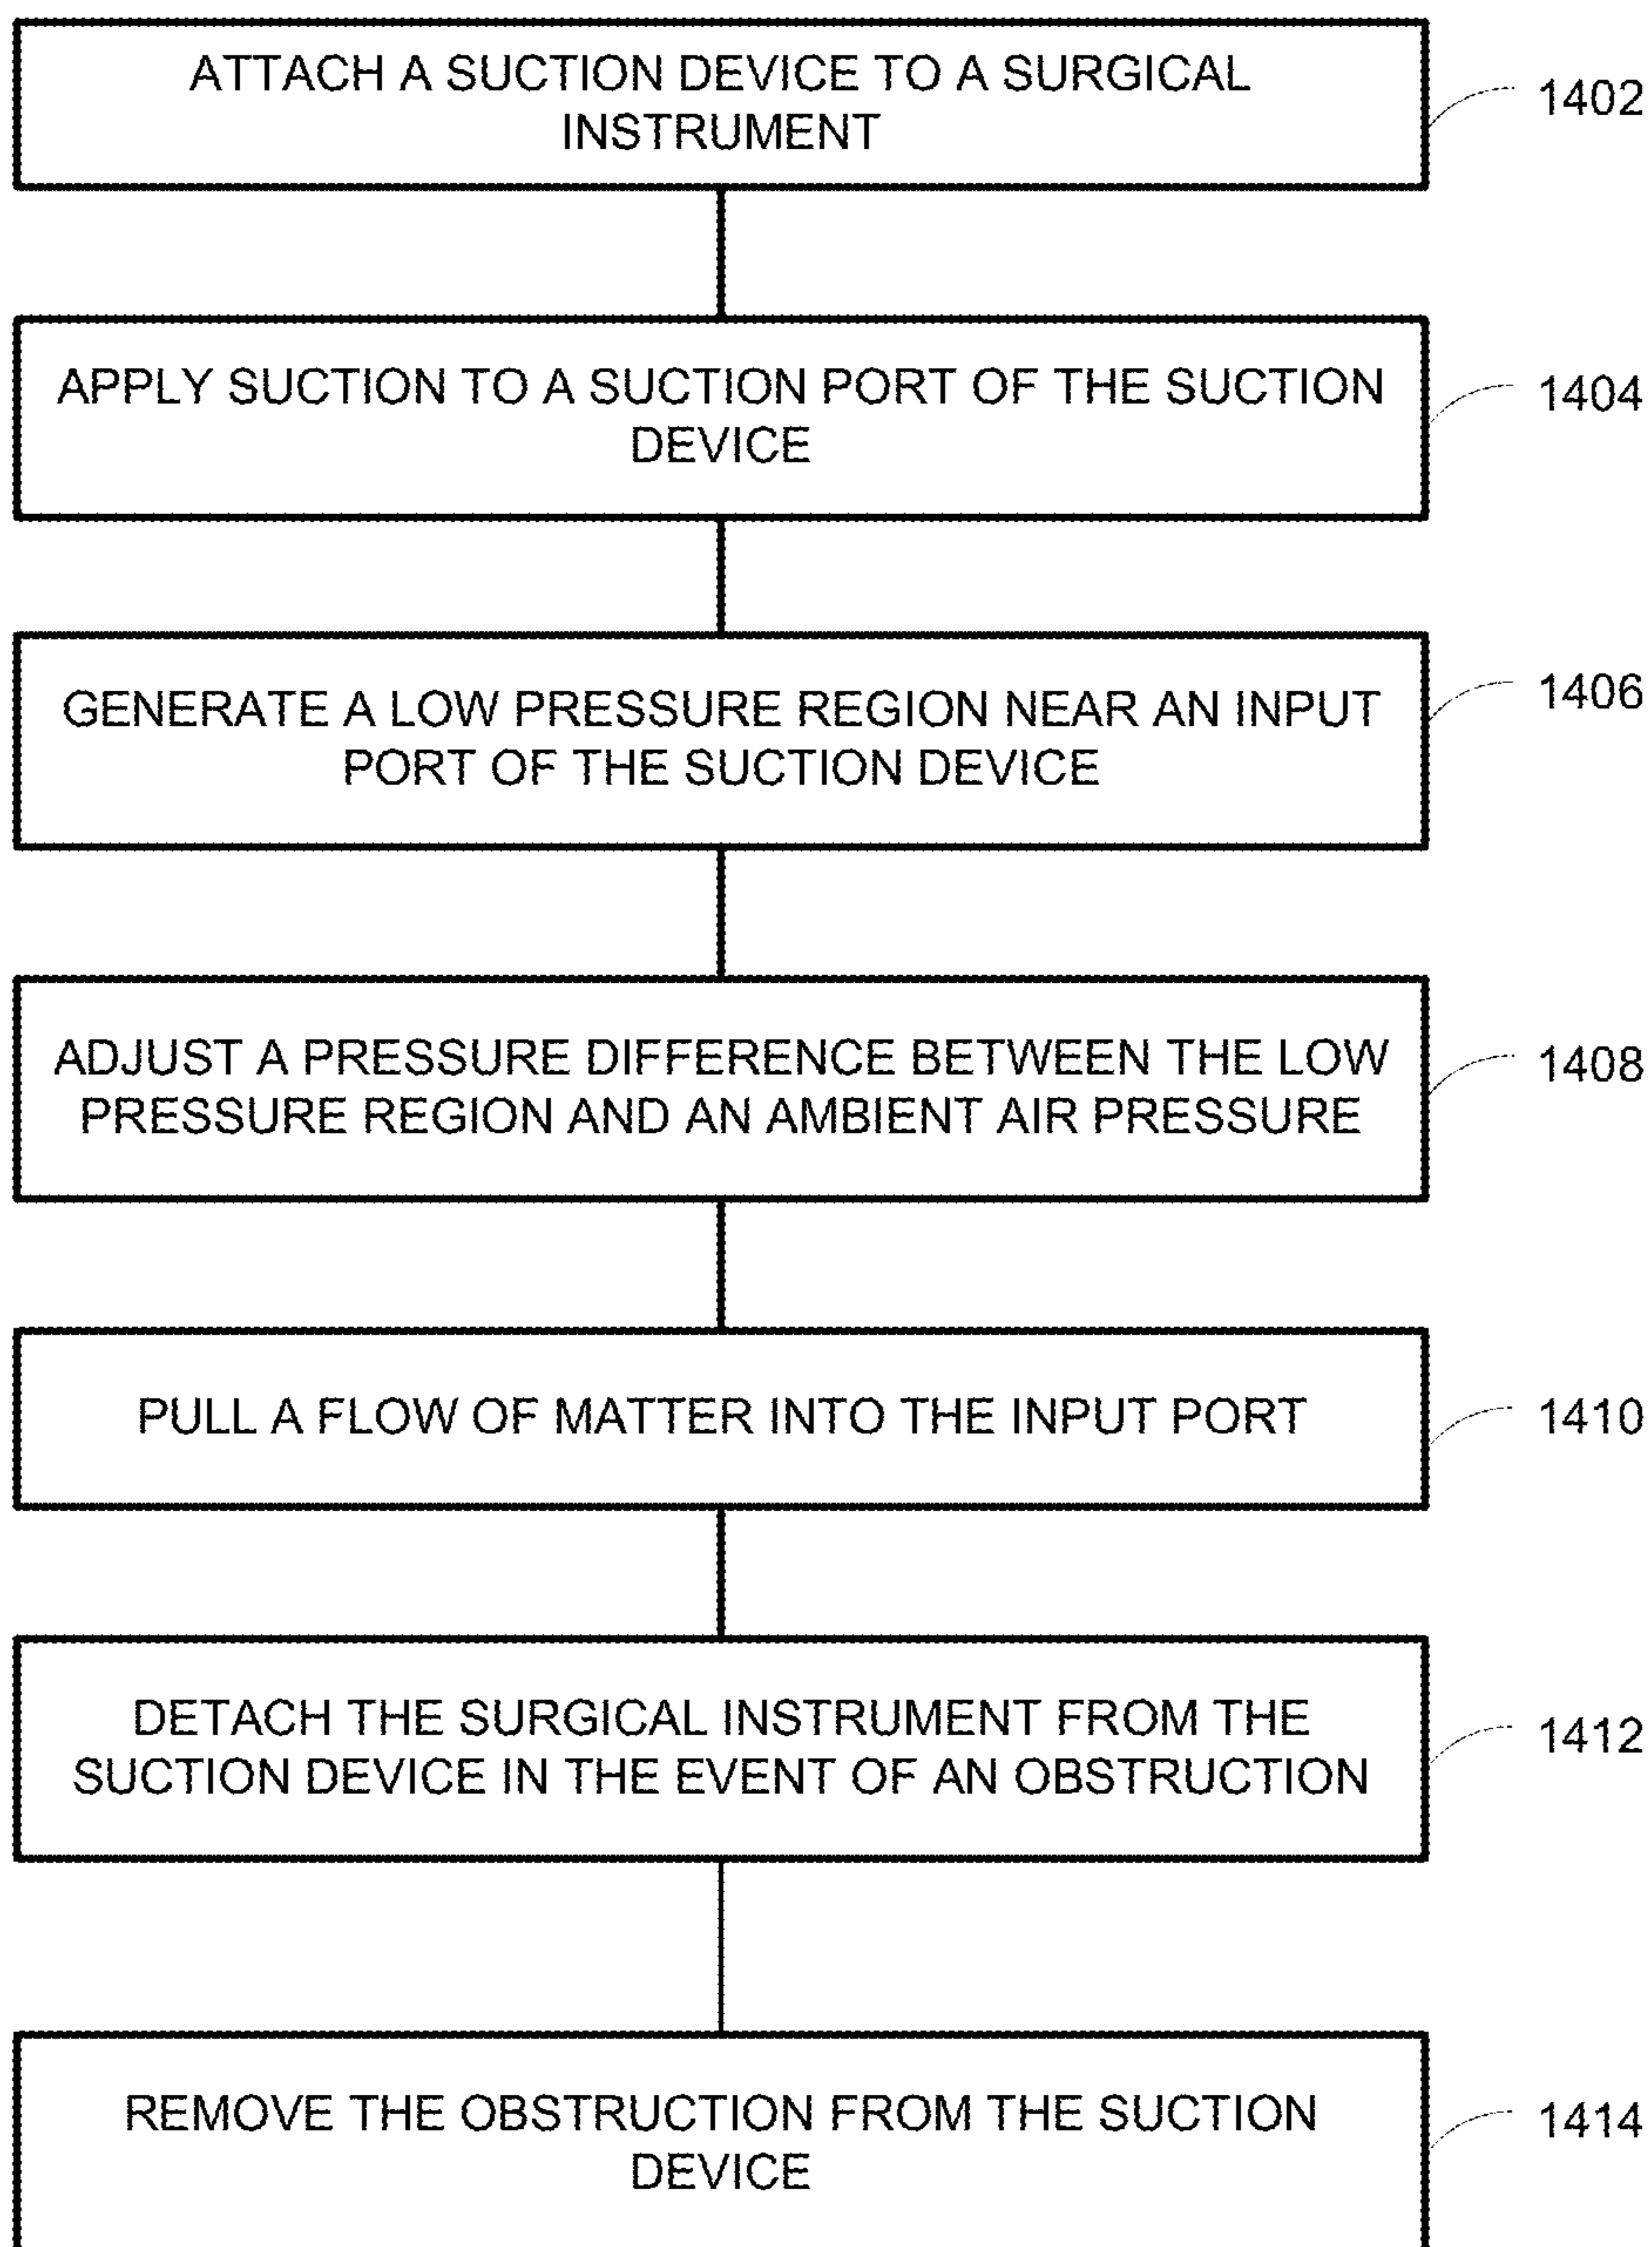 ATTACH A SUCTION DEVICE TO A SURGICAL
INSTRUMENT
1402
APPLY SUCTION TO A SUCTION PORT OF THE SUCTION
DEVICE
1404
GENERATE A LOW PRESSURE REGION NEAR AN INPUT
PORT OF THE SUCTION DEVICE
1406
ADJUST A PRESSURE DIFFERENCE BETWEEN THE LOW
PRESSURE REGION AND AN AMBIENT AIR PRESSURE
1408
PULL A FLOW OF MATTER INTO THE INPUT PORT
1410
DETACH THE SURGICAL INSTRUMENT FROM THE
SUCTION DEVICE IN THE EVENT OF AN OBSTRUCTION
1412
REMOVE THE OBSTRUCTION FROM THE SUCTION
DEVICE
1414